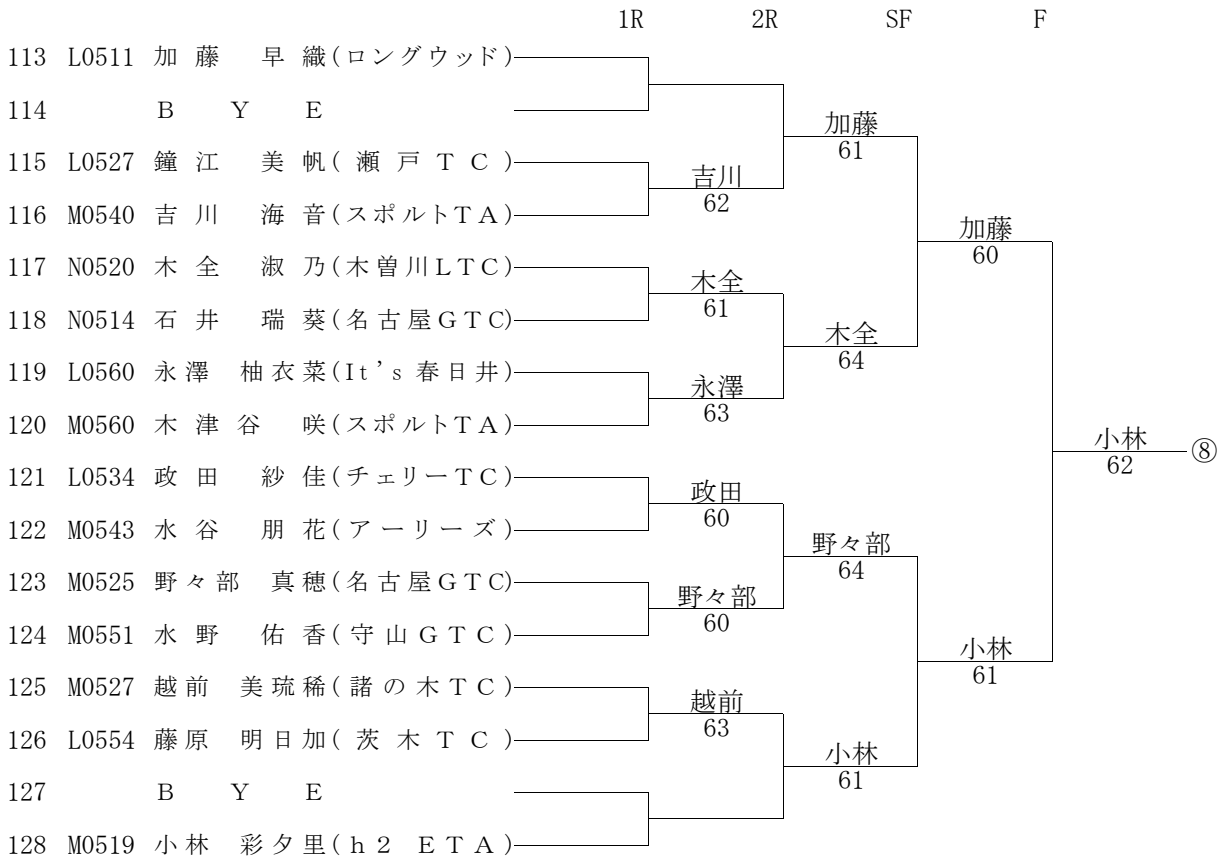 1R 2R SF F
113 L0511 加藤 早織(ロングウッド)
114 BYE
加藤
61
115 L0527 鐘江 美帆(瀬戸TC)
吉川
62
116 M0540 吉川 海音(スポルトTA)
加藤
60
117 N0520 木全 淑乃(木曽川LTC)
木全
61
118 N0514 石井 瑞葵(名古屋GTC)
木全
64
119 L0560 永澤 柚衣菜(It's春日井)
永澤
63
120 M0560 木津谷 咲(スポルトTA)
小林
62
⑧
121 L0534 政田 紗佳(チェリーTC)
政田
60
122 M0543 水谷 朋花(アーリーズ)
野々部
64
123 M0525 野々部 真穂(名古屋GTC)
野々部
60
124 M0551 水野 佑香(守山GTC)
小林
61
125 M0527 越前 美琉稀(諸の木TC)
越前
63
126 L0554 藤原 明日加(茨木TC)
小林
61
127 BYE
128 M0519 小林 彩夕里(h2 ETA)